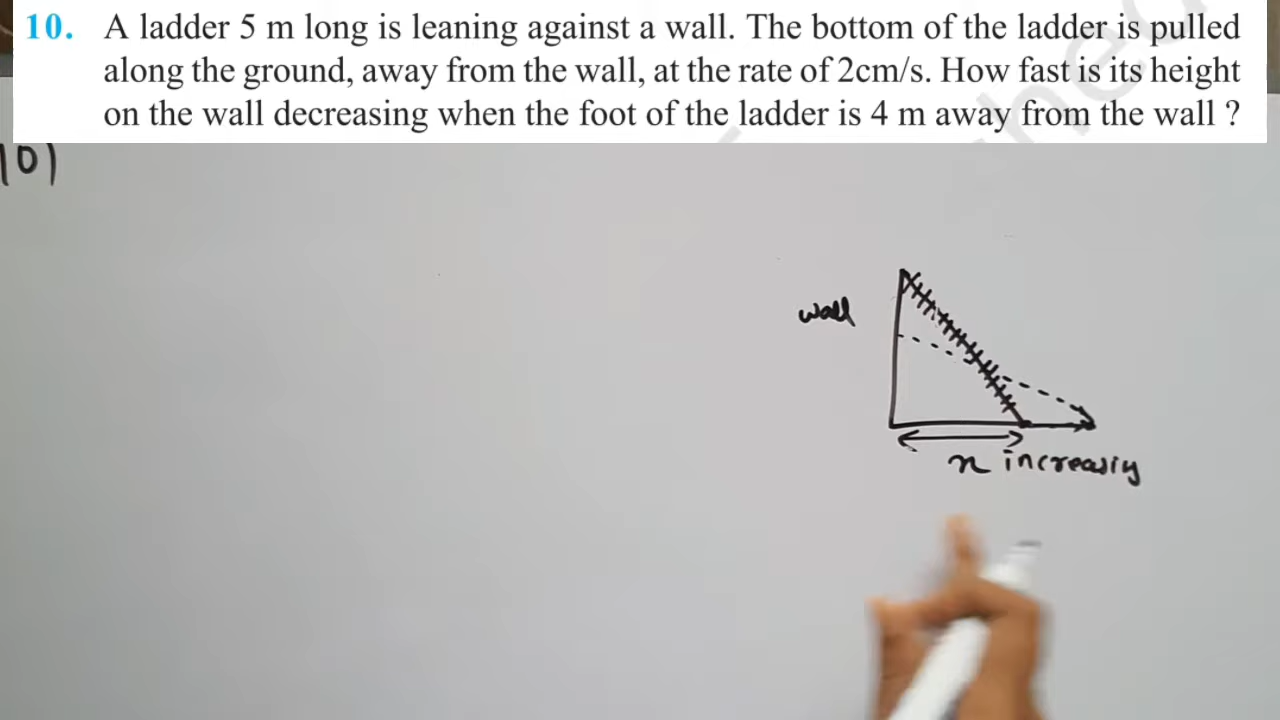 10. A ladder 5 m long is leaning against a wall. The bottom of the ladder is pulled
along the ground, away from the wall, at the rate of 2cm/s. How fast is its height
on the wall decreasing when the foot of the ladder is 4 m away from the wall ?
10)
wall
x increasing